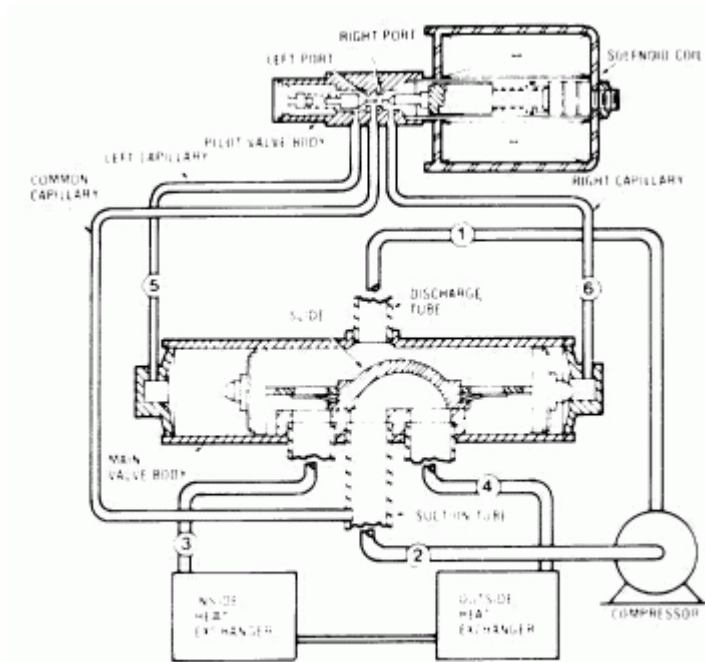 RIGHT PORT
LEFT PORT
SOLENOID COIL
PILOT VALVE BODY
LEFT CAPILLARY
COMMON
CAPILLARY
RIGHT CAPILLARY
1
5
6
DISCHARGE
TUBE
SLIDE
MAIN
VALVE BODY
4
3
SUCTION TUBE
2
INSIDE
HEAT
EXCHANGER
OUTSIDE
HEAT
EXCHANGER
COMPRESSOR